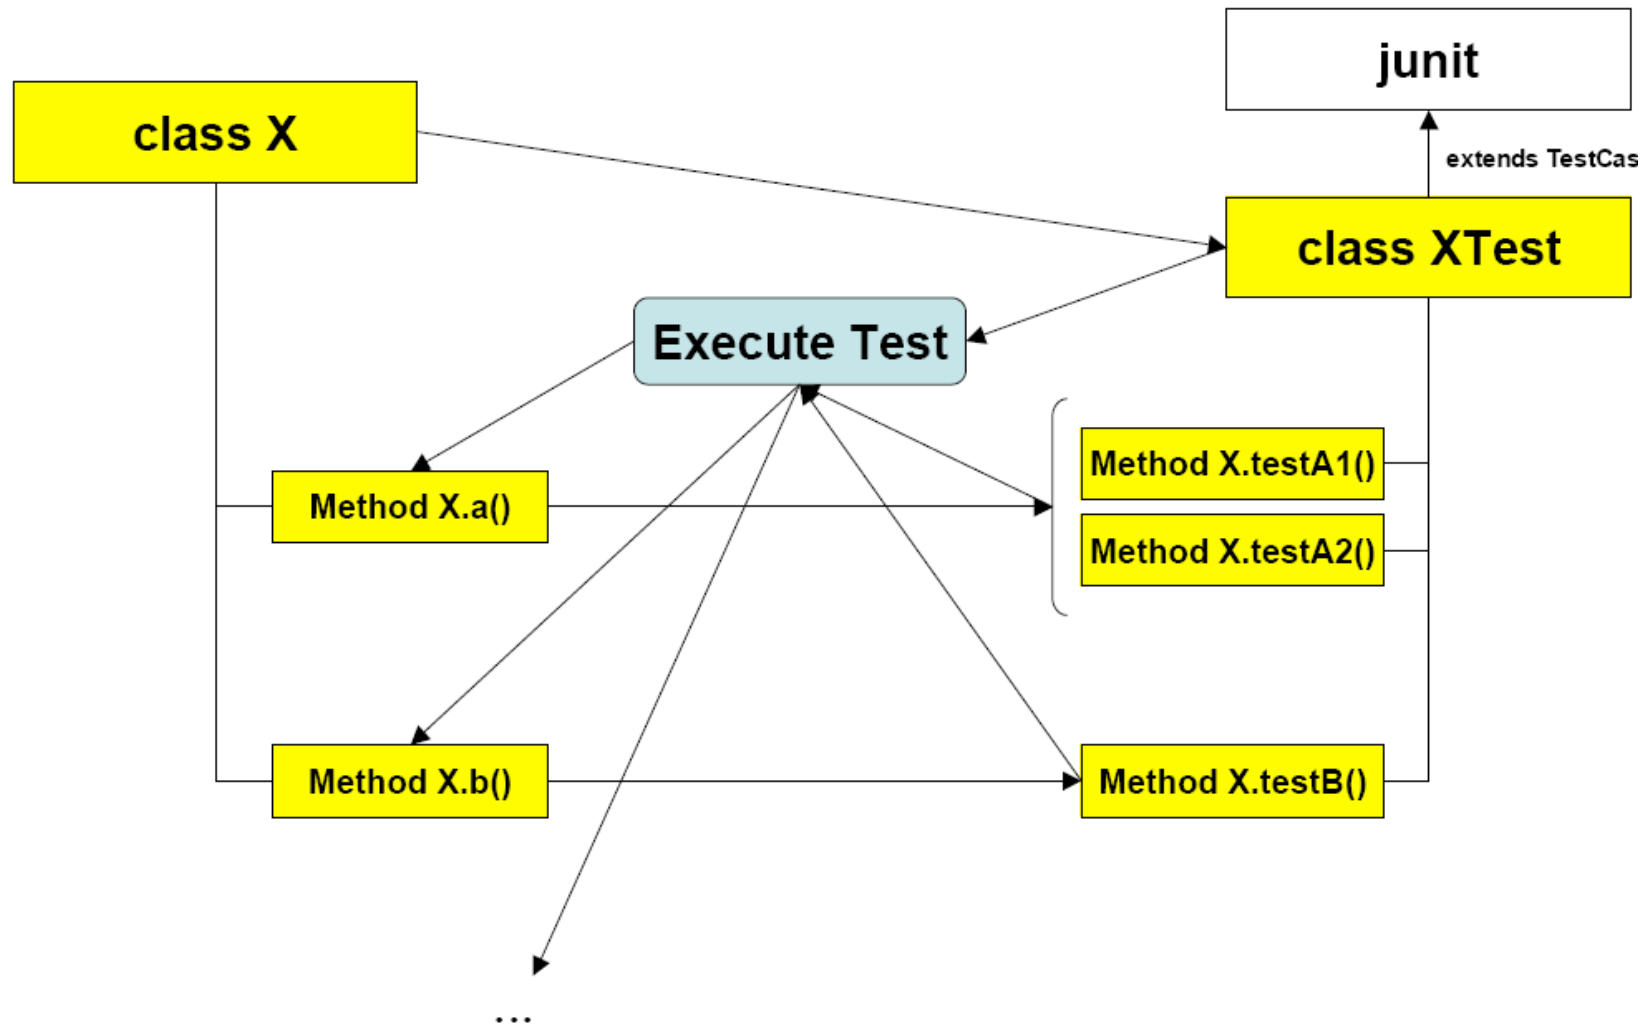 junit
class X
extends TestCas
class XTest
Execute Test
Method X.testA1()
Method X.a()
Method X.testA2()
Method X.b()
Method X.testB()
...